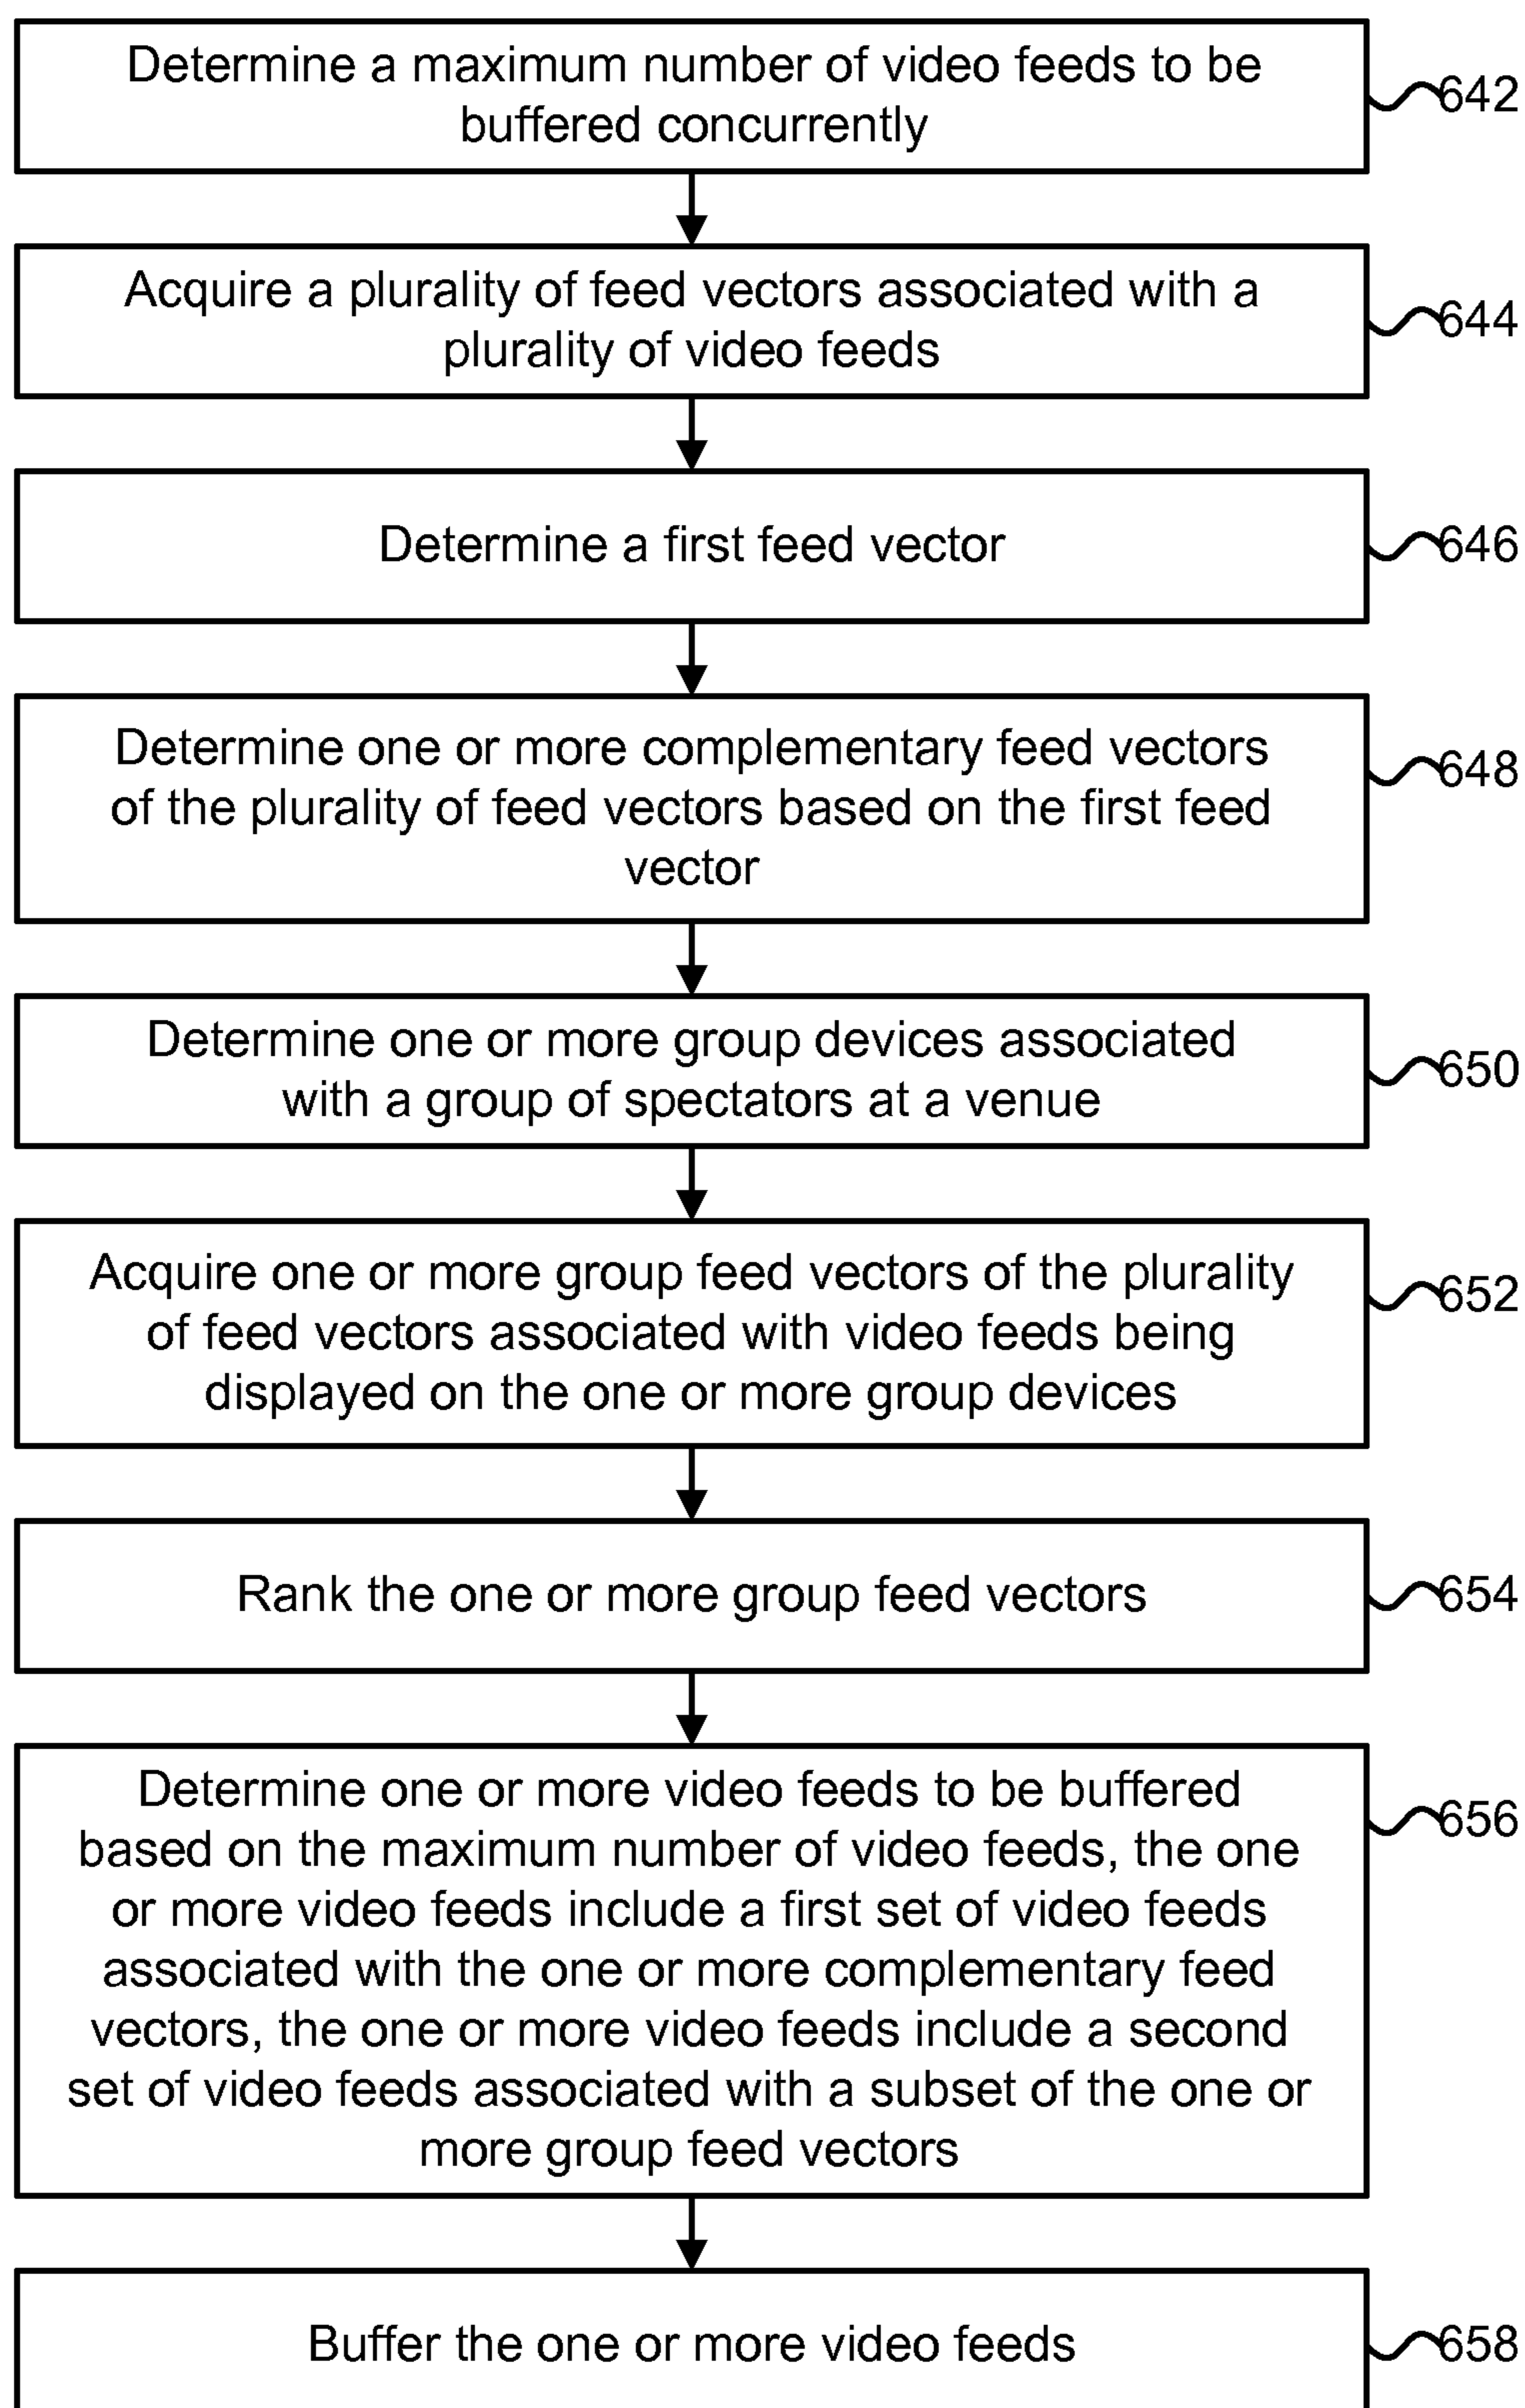 Determine a maximum number of video feeds to be
buffered concurrently
642
Acquire a plurality of feed vectors associated with a
plurality of video feeds
644
Determine a first feed vector
646
Determine one or more complementary feed vectors
of the plurality of feed vectors based on the first feed
vector
648
Determine one or more group devices associated
with a group of spectators at a venue
650
Acquire one or more group feed vectors of the plurality
of feed vectors associated with video feeds being
displayed on the one or more group devices
652
Rank the one or more group feed vectors
654
Determine one or more video feeds to be buffered
based on the maximum number of video feeds, the one
or more video feeds include a first set of video feeds
associated with the one or more complementary feed
vectors, the one or more video feeds include a second
set of video feeds associated with a subset of the one or
more group feed vectors
656
Buffer the one or more video feeds
658